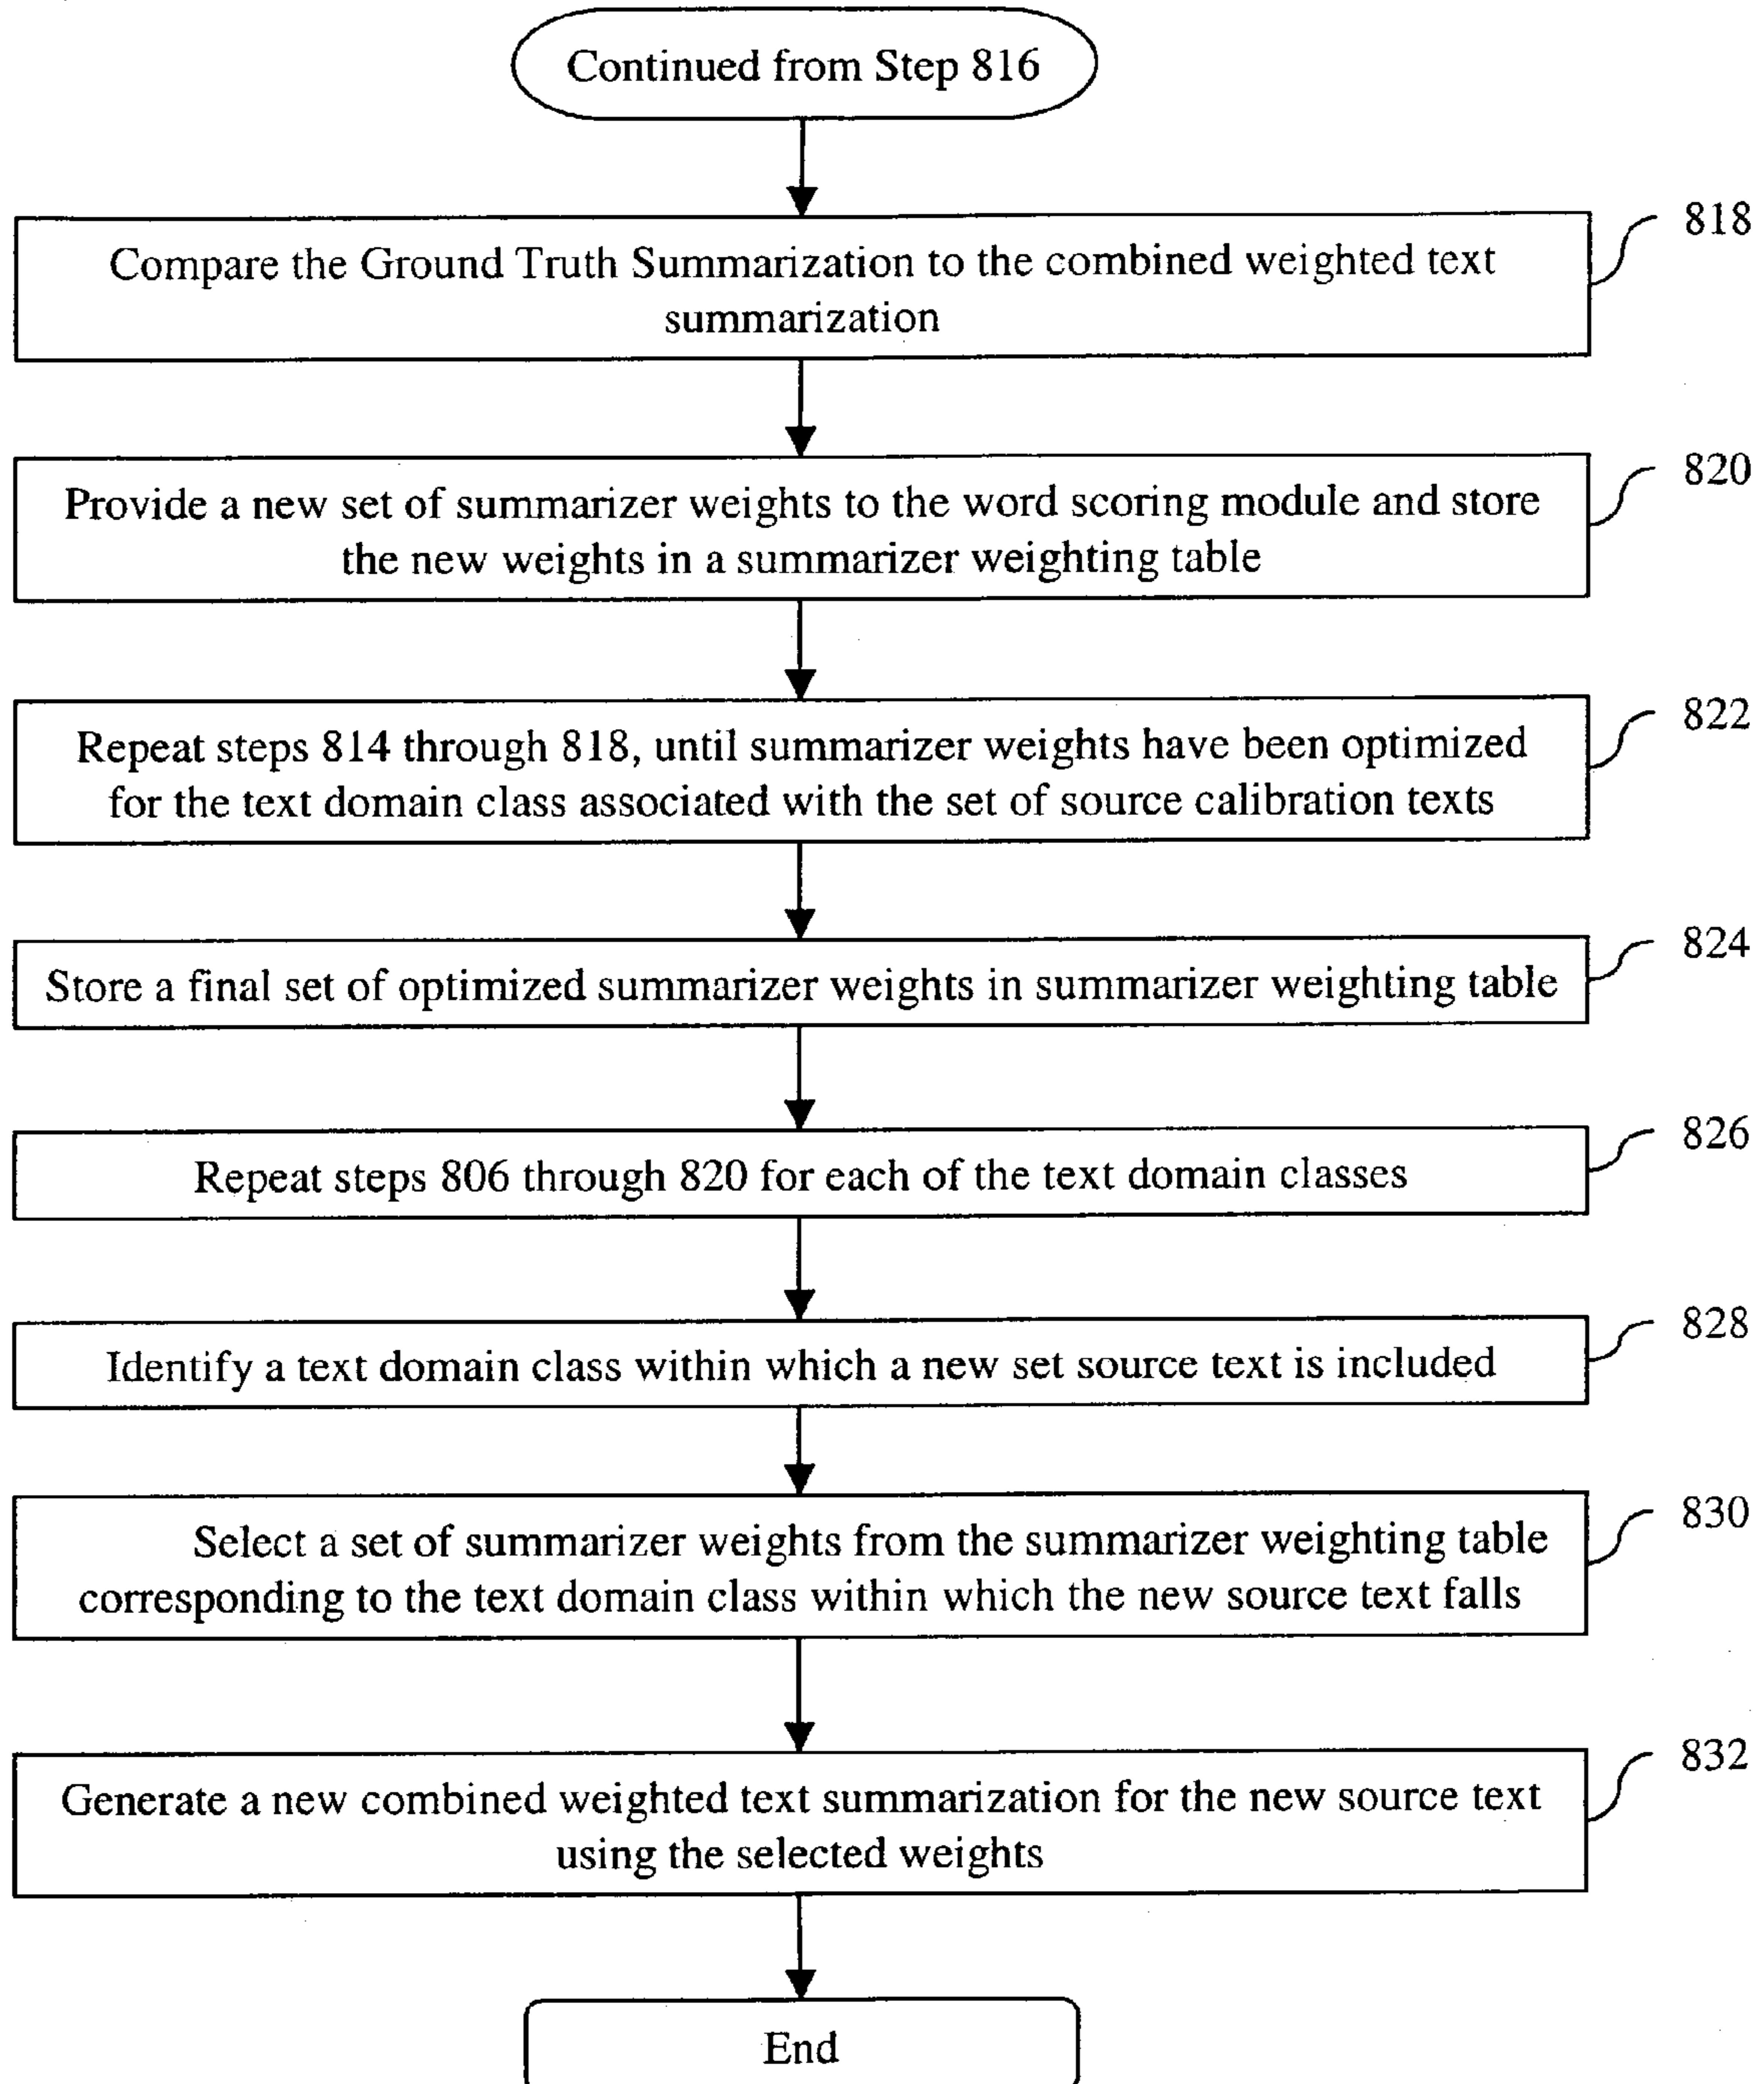 Continued from Step 816
818
Compare the Ground Truth Summarization to the combined weighted text
summarization
820
Provide a new set of summarizer weights to the word scoring module and store
the new weights in a summarizer weighting table
822
Repeat steps 814 through 818, until summarizer weights have been optimized
for the text domain class associated with the set of source calibration texts
824
Store a final set of optimized summarizer weights in summarizer weighting table
826
Repeat steps 806 through 820 for each of the text domain classes
828
Identify a text domain class within which a new set source text is included
830
Select a set of summarizer weights from the summarizer weighting table
corresponding to the text domain class within which the new source text falls
832
Generate a new combined weighted text summarization for the new source text
using the selected weights
End